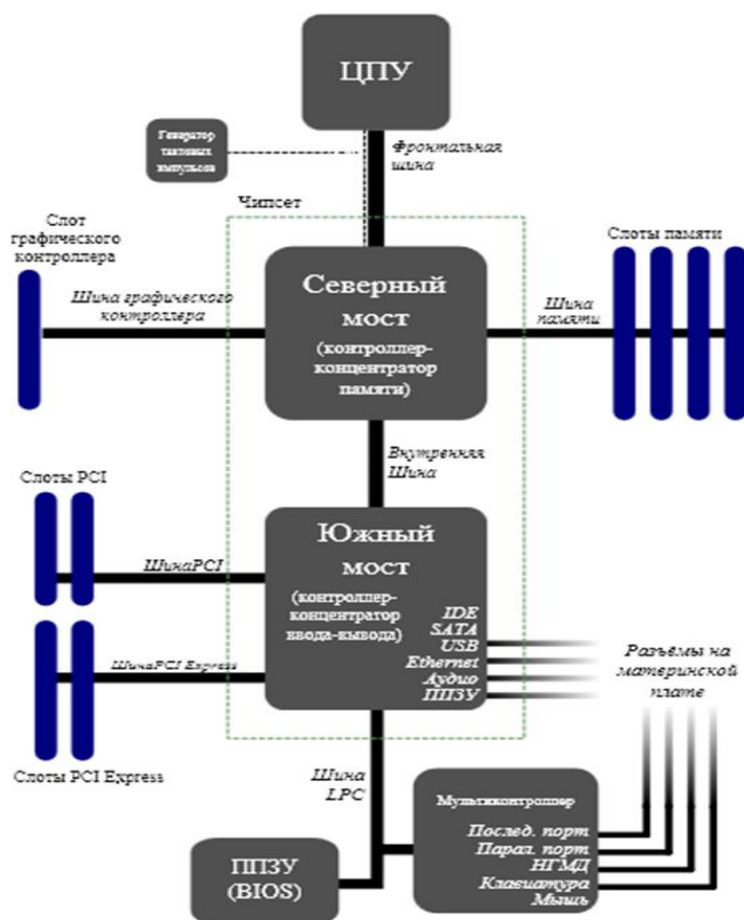 ЦПУ
Генератор
тактовых
импульсов
Фронтальная
шина
Чипсет
Слот
графического
контроллера
Слоты памяти
Северный
мост
(контроллер-
концентратор
памяти)
Шина графического
контроллера
Шина
памяти
Внутренняя
Шина
Слоты PCI
Южный
мост
(контроллер-
концентратор
ввода-вывода)
ШинаPCI
IDE
SATA
USB
Ethernet
Аудио
ППЗУ
Разъёмы на
материнской
плате
ШинаPCI Express
Слоты PCI Express
Шина
LPC
Мультиконтроллер
Послед. порт
Парал. порт
НГМД
Клавиатура
Мышь
ППЗУ
(BIOS)